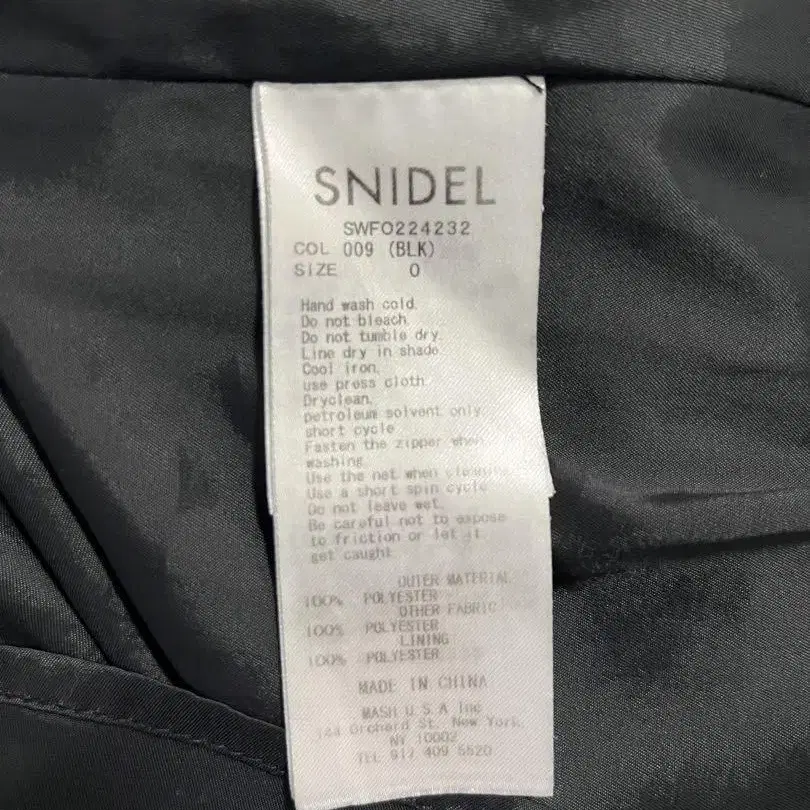 SNIDEL
SWFO224232
COL 009 (BLK)
SIZE 0
Hand wash cold.
Do not bleach.
Do not tumble dry.
Line dry in shade.
Cool iron.
use press cloth.
Dryclean.
petroleum solvent only.
short cycle.
Fasten the zipper when
washing.
Use the net when cleaning.
Use a short spin cycle.
Do not leave wet.
Be careful not to expose
to friction or let it
get caught.
OUTER MATERIAL
100% POLYESTER
OTHER FABRIC
100% POLYESTER
LINING
100% POLYESTER
MADE IN CHINA
MASH U.S.A Inc
144 Orchard St. New York,
NY 10002
TEL 917 409 5520